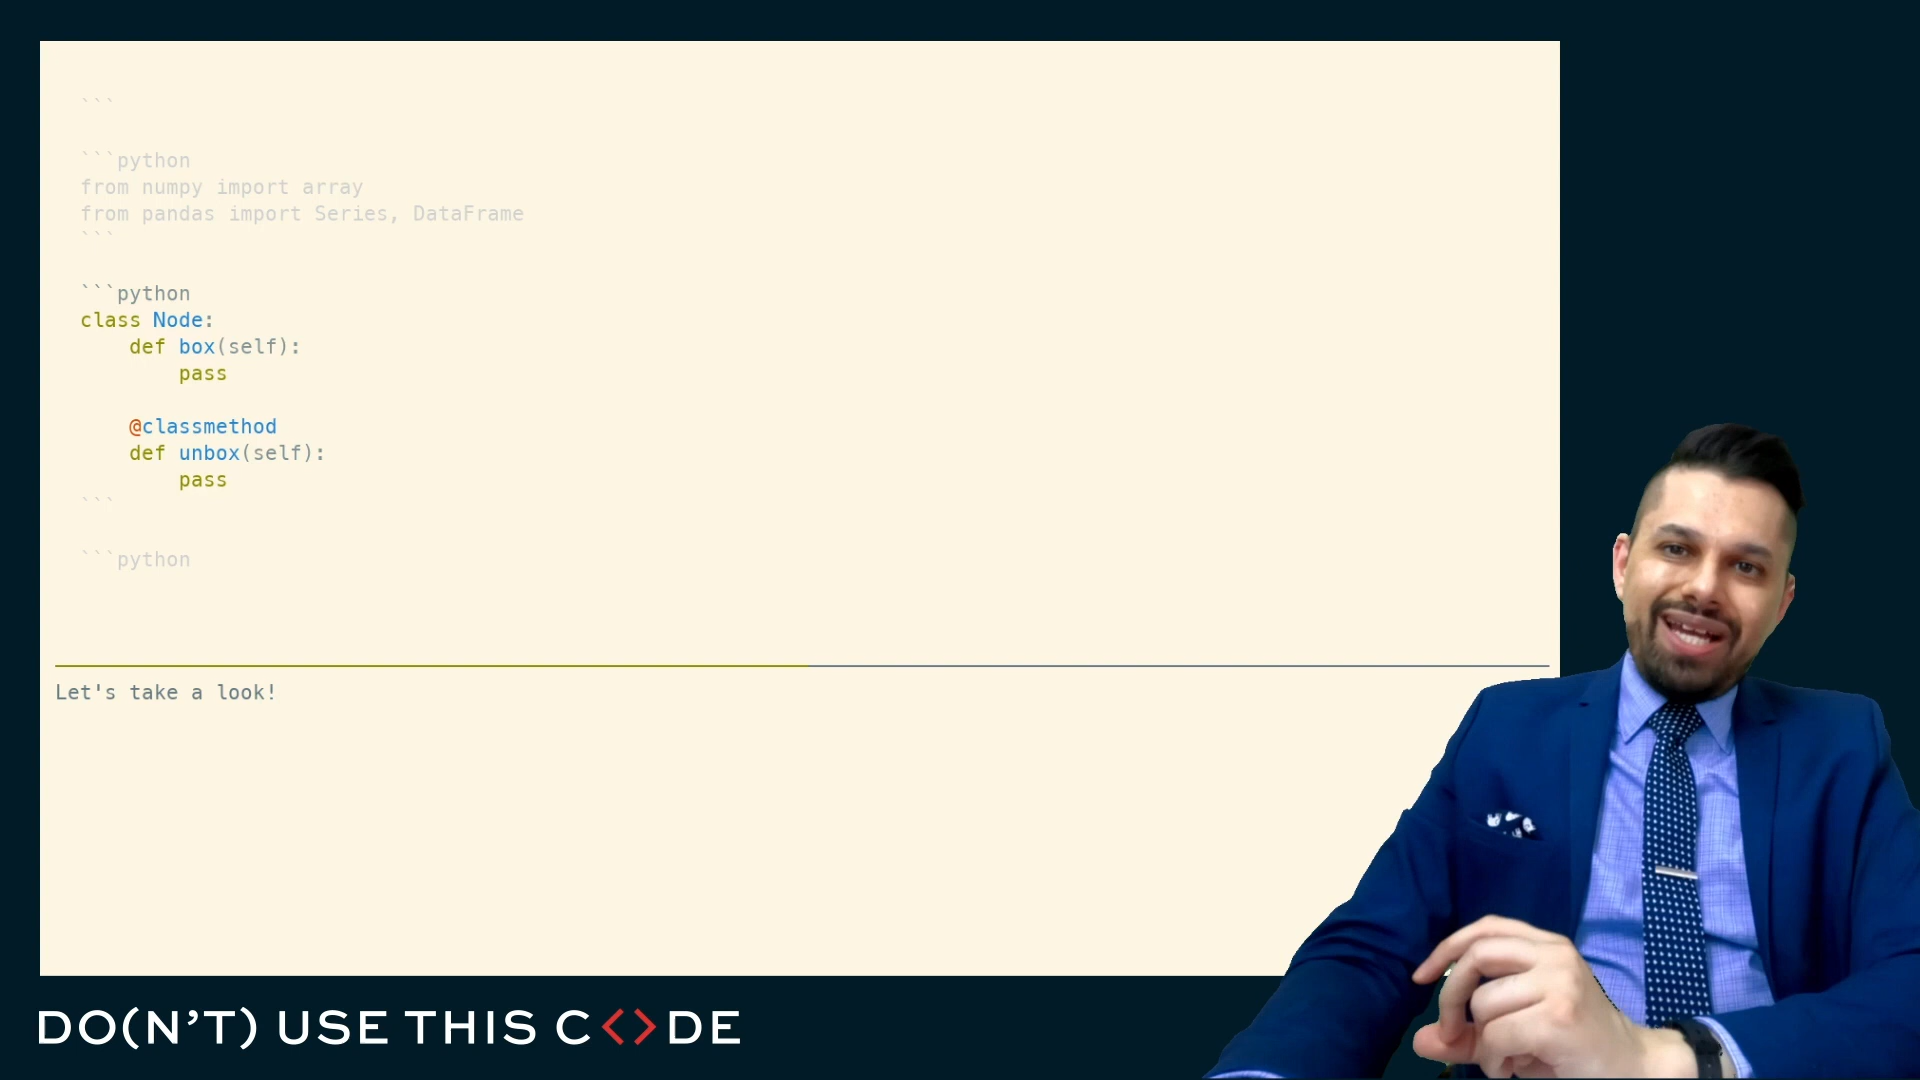 ```
```python
from numpy import array
from pandas import Series, DataFrame
```
```python
class Node:
    def box(self):
        pass
    @classmethod
    def unbox(self):
        pass
```
```python
Let's take a look!
DO(N'T) USE THIS C<>DE